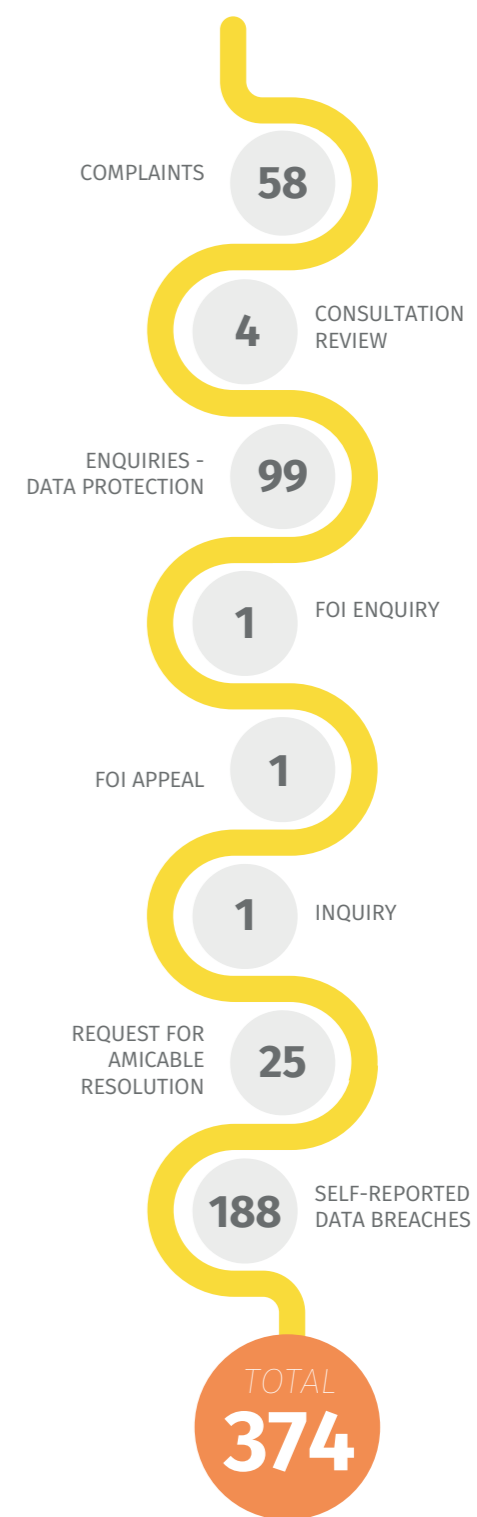 COMPLAINTS
58
4
CONSULTATION
REVIEW
ENQUIRIES -
DATA PROTECTION
99
1
FOI ENQUIRY
FOI APPEAL
1
1
INQUIRY
REQUEST FOR
AMICABLE
RESOLUTION
25
188
SELF-REPORTED
DATA BREACHES
TOTAL
374